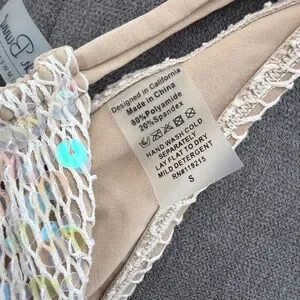 Designed in California
Made in China
80%Polyamide
20%Spandex
HAND WASH COLD
SEPARATELY
LAY FLAT TO DRY
MILD DETERGENT
RN#119215
S